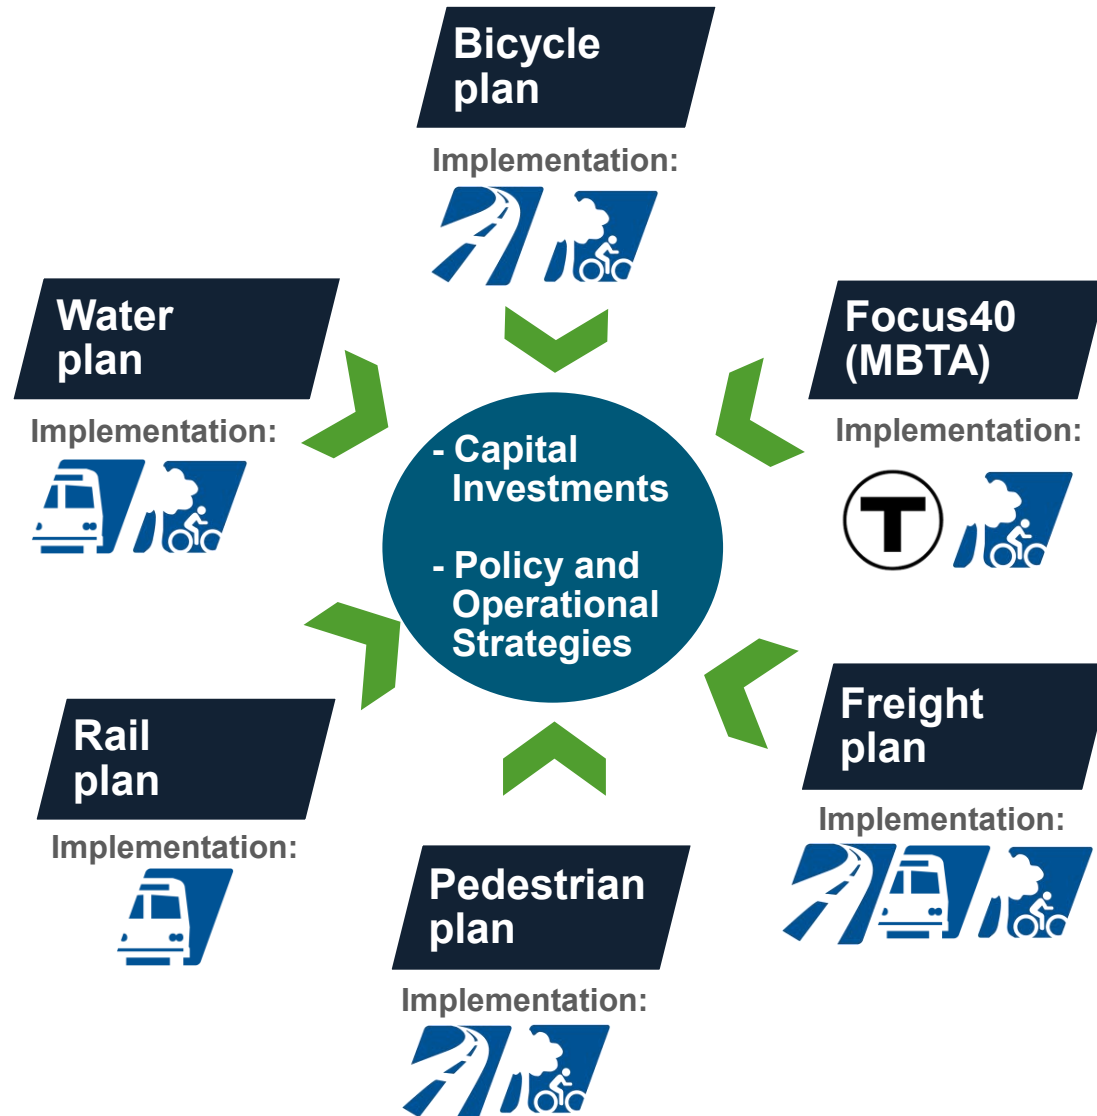 Bicycle
plan
Implementation:
Water
plan
Implementation:
Focus40
(MBTA)
Implementation:
T
- Capital
Investments
- Policy and
Operational
Strategies
Rail
plan
Implementation:
Freight
plan
Implementation:
Pedestrian
plan
Implementation: